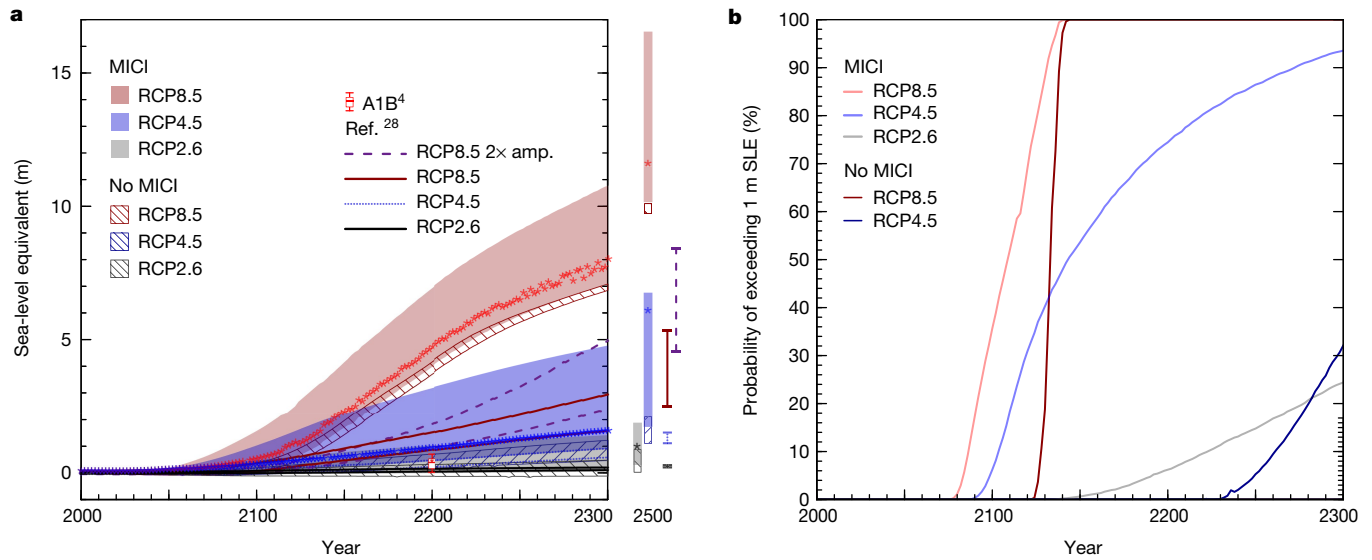 a
Sea-level equivalent (m)
15
10
5
0
MICI
RCP8.5
RCP4.5
RCP2.6
No MICI
RCP8.5
RCP4.5
RCP2.6
A1B⁴
Ref. ²⁸
RCP8.5 2× amp.
RCP8.5
RCP4.5
RCP2.6
2000 2100 2200 2300 2500
Year
b
Probability of exceeding 1 m SLE (%)
100
90
80
70
60
50
40
30
20
10
0
MICI
RCP8.5
RCP4.5
RCP2.6
No MICI
RCP8.5
RCP4.5
2000 2100 2200 2300
Year